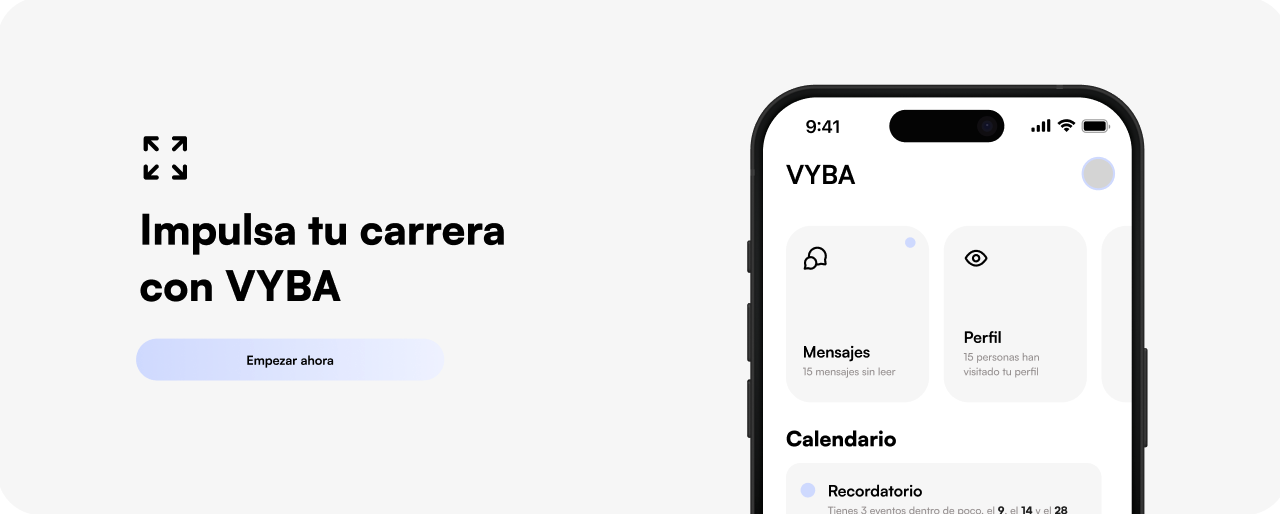 Impulsa tu carrera
con VYBA
Empezar ahora
9:41
VYBA
Mensajes
15 mensajes sin leer
Perfil
15 personas han
visitado tu perfil
Calendario
Recordatorio
Tienes 3 eventos dentro de poco, el 9, el 14 y el 28